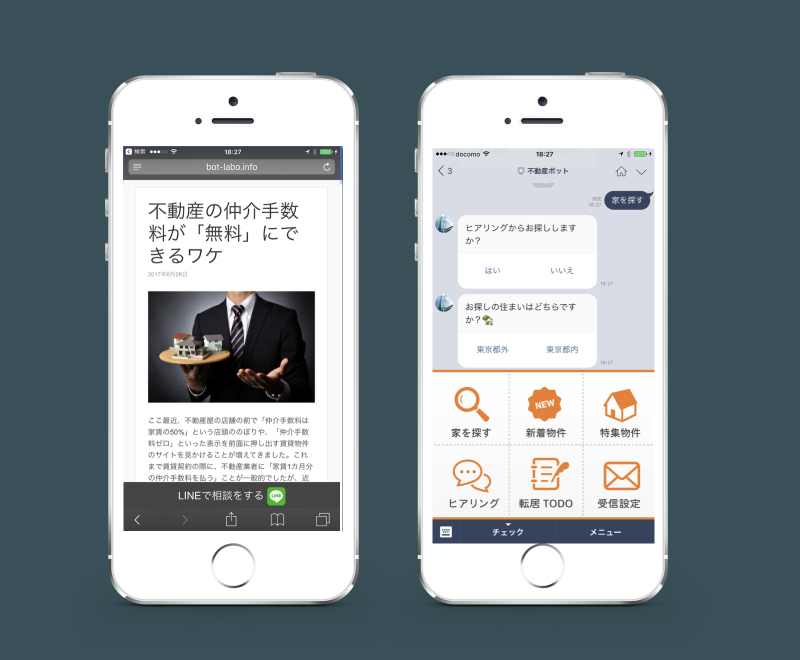 検索
18:27
bot-labo.info
不動産の仲介手数
料が「無料」にで
きるワケ
2017年6月28日
ここ最近、不動産屋の店舗の前で「仲介手数料は
家賃の50%」という店頭ののぼりや、「仲介手数
料ゼロ」といった表示を前面に押し出す賃貸物件
のサイトを見かけることが増えてきました。これ
まで賃貸契約の際に、不動産業者に「家賃1カ月分
の仲介手数料を払う」ことが一般的でしたが、近
LINEで相談をする
LINE
docomo
18:27
3
不動産ボット
既読
18:27
家を探す
ヒアリングからお探しします
か？
はい
いいえ
18:27
お探しの住まいはどちらです
か？🏡
東京都外
東京都内
18:27
家を探す
NEW
新着物件
特集物件
ヒアリング
転居TODO
受信設定
チェック
メニュー